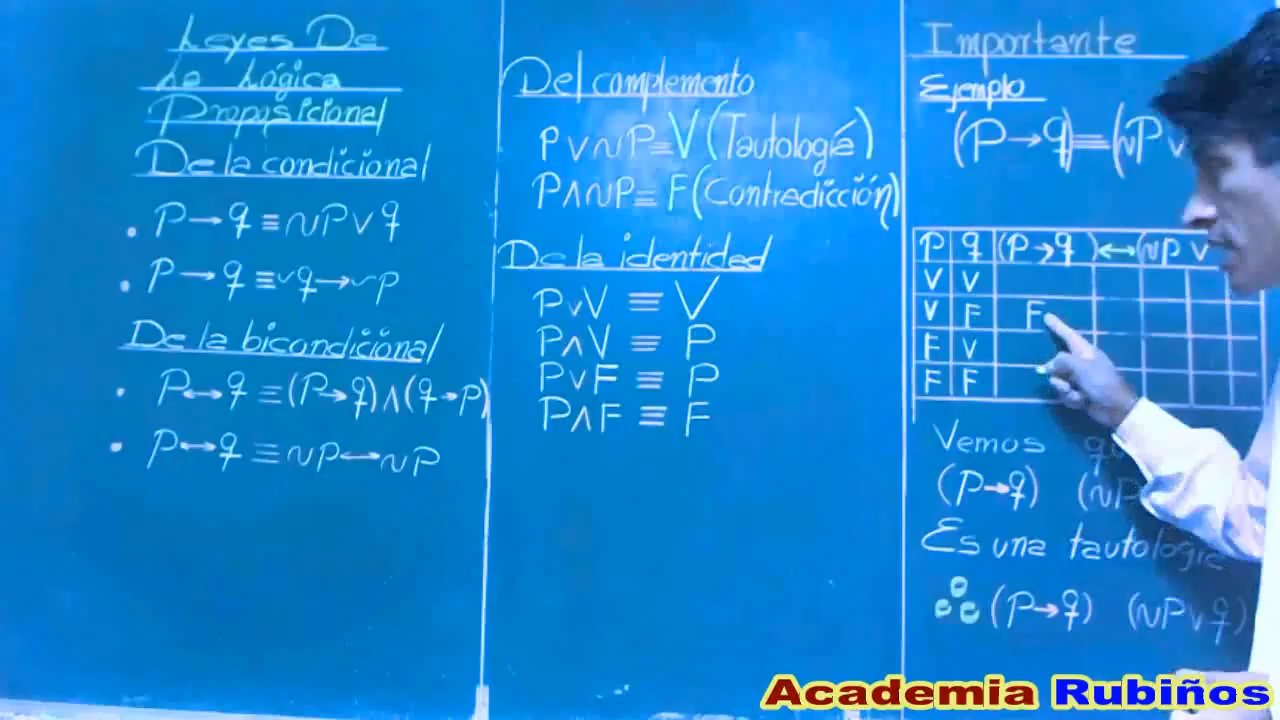 Leyes De
La Lógica
Proposicional
De la condicional
• P→q ≡ ~P∨q
• P→q ≡ ~q→~P
De la bicondicional
• P↔q ≡ (P→q)∧(q→P)
• P↔q ≡ ~P↔~P
Del complemento
P∨~P ≡ V (Tautología)
P∧~P ≡ F (Contradicción)
De la identidad
P∨V ≡ V
P∧V ≡ P
P∨F ≡ P
P∧F ≡ F
Importante
Ejemplo
(P→q)≡(~P∨
P q (P→q)↔(~P∨
V V
V F F
F V
F F
Vemos
(P→q) (~P
Es una tautología
∴ (P→q) (~P∨q)
Academia Rubiños